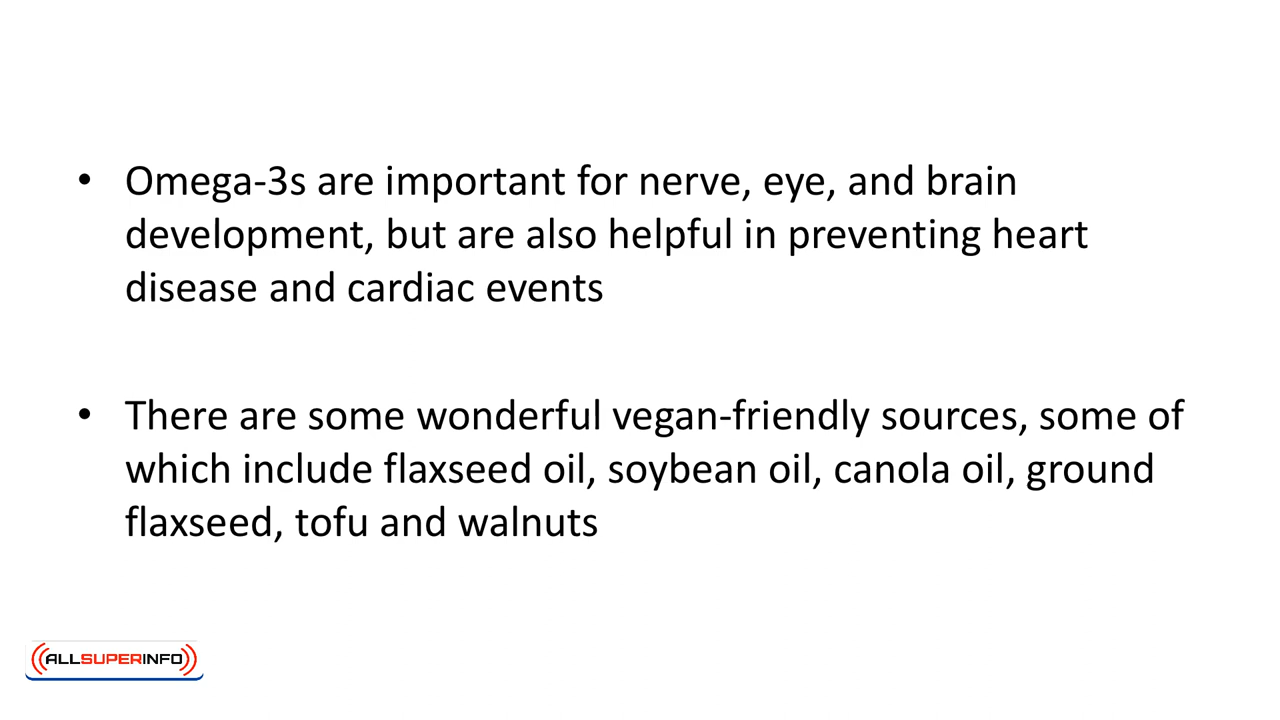 • Omega-3s are important for nerve, eye, and brain
development, but are also helpful in preventing heart
disease and cardiac events
• There are some wonderful vegan-friendly sources, some of
which include flaxseed oil, soybean oil, canola oil, ground
flaxseed, tofu and walnuts
ALLSUPERINFO